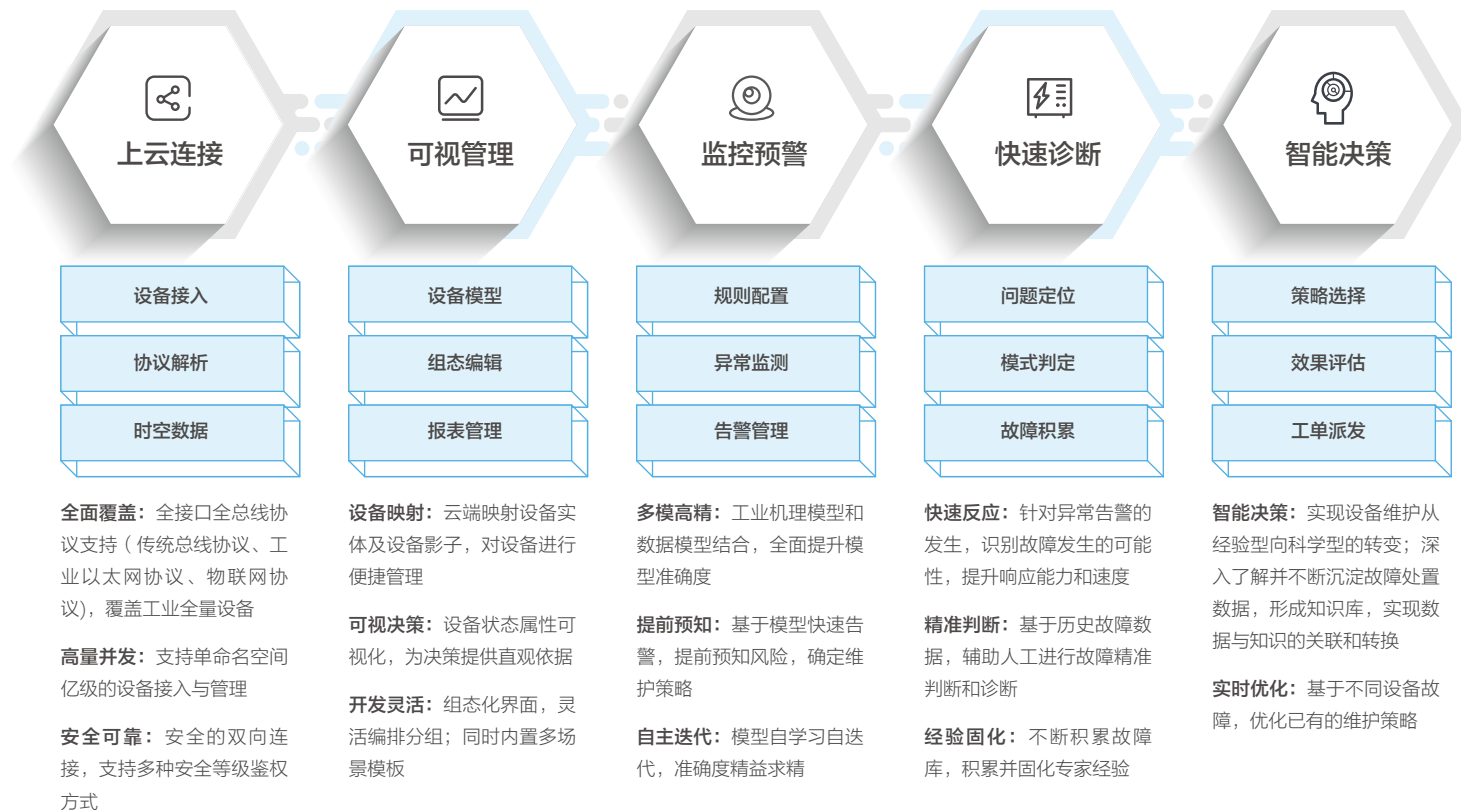 上云连接
可视管理
监控预警
快速诊断
智能决策
设备接入
协议解析
时空数据
设备模型
组态编辑
报表管理
规则配置
异常监测
告警管理
问题定位
模式判定
故障积累
策略选择
效果评估
工单派发
全面覆盖：全接口全总线协
议支持（传统总线协议、工
业以太网协议、物联网协
议)，覆盖工业全量设备
高量并发：支持单命名空间
亿级的设备接入与管理
安全可靠：安全的双向连
接，支持多种安全等级鉴权
方式
设备映射：云端映射设备实
体及设备影子，对设备进行
便捷管理
可视决策：设备状态属性可
视化，为决策提供直观依据
开发灵活：组态化界面，灵
活编排分组；同时内置多场
景模板
多模高精：工业机理模型和
数据模型结合，全面提升模
型准确度
提前预知：基于模型快速告
警，提前预知风险，确定维
护策略
自主迭代：模型自学习自迭
代，准确度精益求精
快速反应：针对异常告警的
发生，识别故障发生的可能
性，提升响应能力和速度
精准判断：基于历史故障数
据，辅助人工进行故障精准
判断和诊断
经验固化：不断积累故障
库，积累并固化专家经验
智能决策：实现设备维护从
经验型向科学型的转变；深
入了解并不断沉淀故障处置
数据，形成知识库，实现数
据与知识的关联和转换
实时优化：基于不同设备故
障，优化已有的维护策略